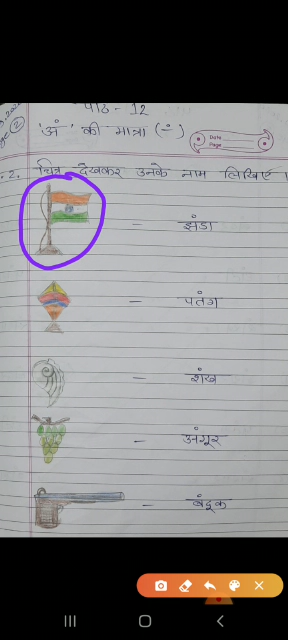 पाठ - 12
'अं' की मात्रा (ं)
Date
Page
2. चित्र देखकर उनके नाम लिखिए।
— झंडा
— पतंग
— शंख
— अंगूर
— बंदूक